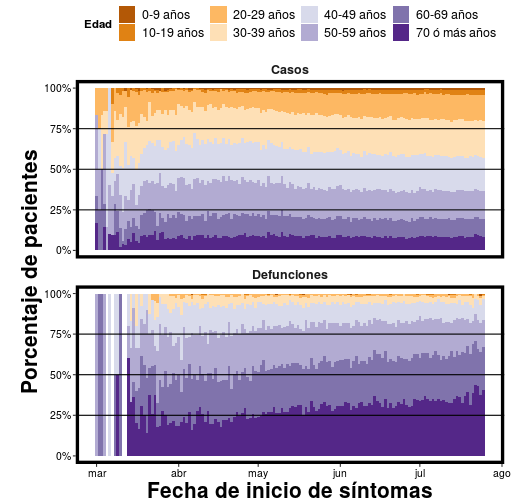 Edad
0-9 años 20-29 años 40-49 años 60-69 años
10-19 años 30-39 años 50-59 años 70 ó más años
Casos
100%
75%
50%
25%
0%
Defunciones
100%
75%
50%
25%
0%
mar abr may jun jul ago
Fecha de inicio de síntomas
Porcentaje de pacientes